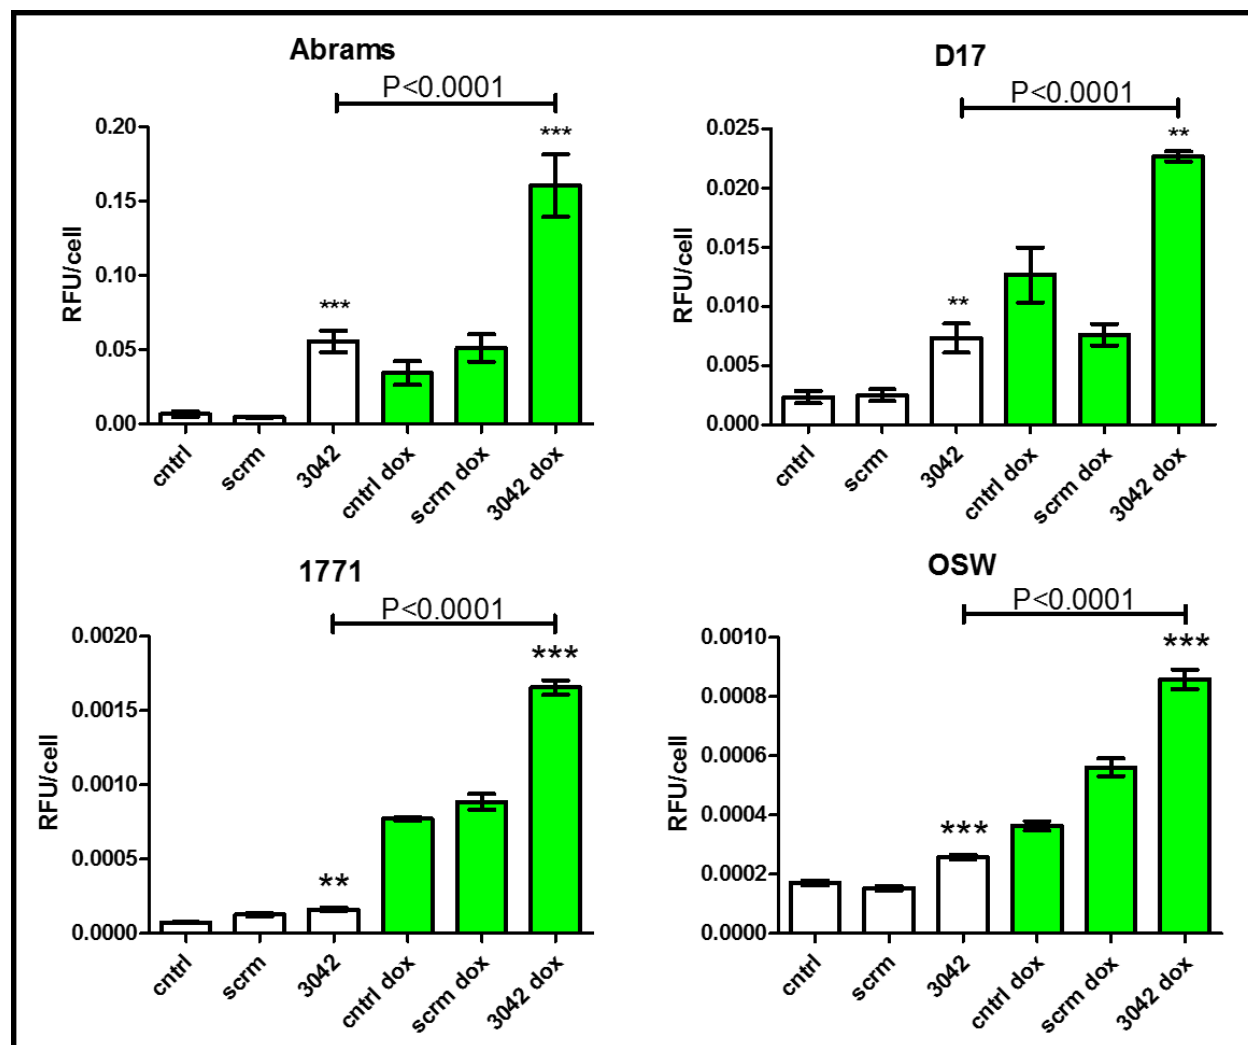 Abrams
P<0.0001
***
***
0.20
0.15
0.10
0.05
0.00
RFU/cell
cntrl
scrm
3042
cntrl dox
scrm dox
3042 dox
D17
P<0.0001
**
**
0.025
0.020
0.015
0.010
0.005
0.000
RFU/cell
cntrl
scrm
3042
cntrl dox
scrm dox
3042 dox
1771
P<0.0001
***
**
0.0020
0.0015
0.0010
0.0005
0.0000
RFU/cell
cntrl
scrm
3042
cntrl dox
scrm dox
3042 dox
OSW
P<0.0001
***
***
0.0010
0.0008
0.0006
0.0004
0.0002
0.0000
RFU/cell
cntrl
scrm
3042
cntrl dox
scrm dox
3042 dox